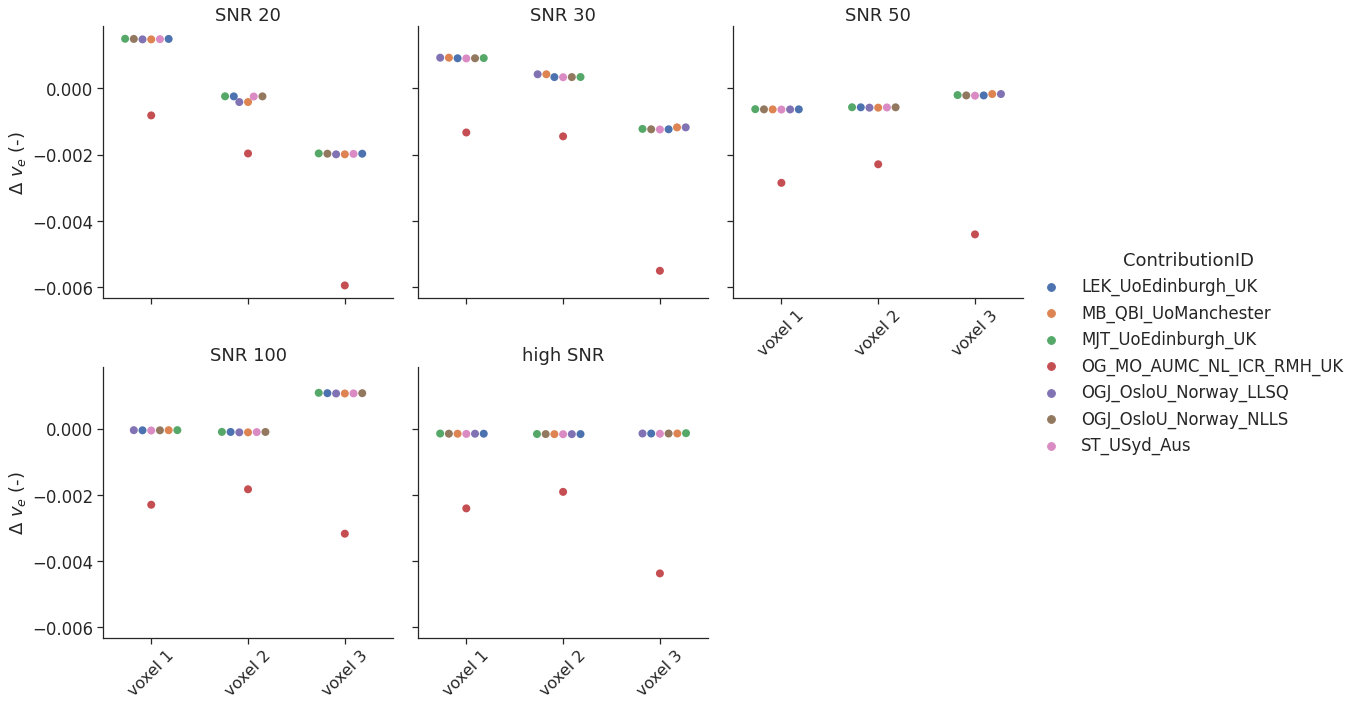 SNR 20
SNR 30
SNR 50
0.000
−0.002
−0.004
−0.006
Δ vₑ (-)
voxel 1
voxel 2
voxel 3
SNR 100
high SNR
0.000
−0.002
−0.004
−0.006
Δ vₑ (-)
voxel 1
voxel 2
voxel 3
voxel 1
voxel 2
voxel 3
ContributionID
LEK_UoEdinburgh_UK
MB_QBI_UoManchester
MJT_UoEdinburgh_UK
OG_MO_AUMC_NL_ICR_RMH_UK
OGJ_OsloU_Norway_LLSQ
OGJ_OsloU_Norway_NLLS
ST_USyd_Aus